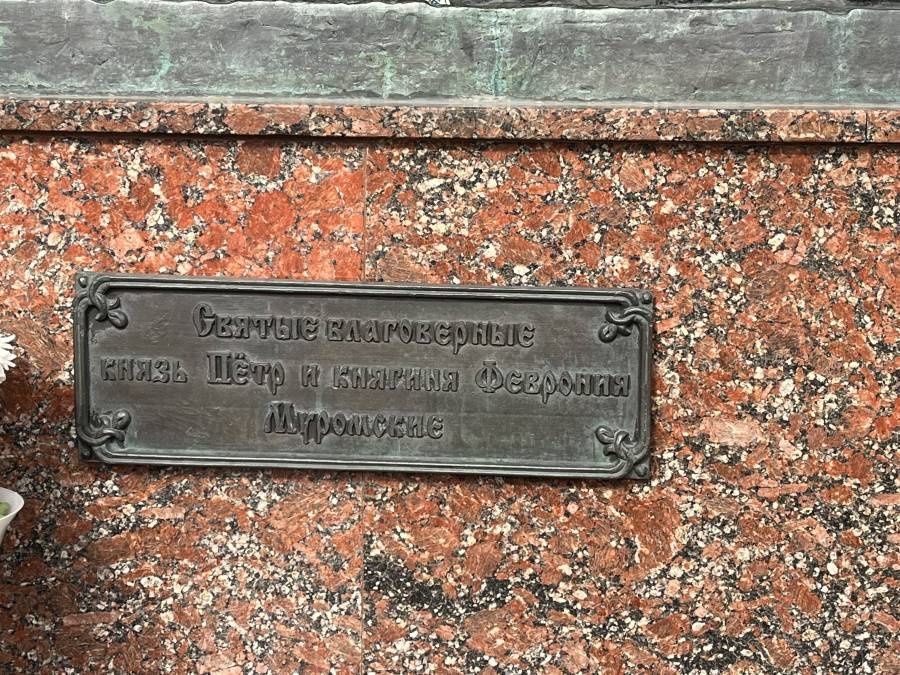 Святые благоверные
князь Пётр и княгиня Феврония
Муромские